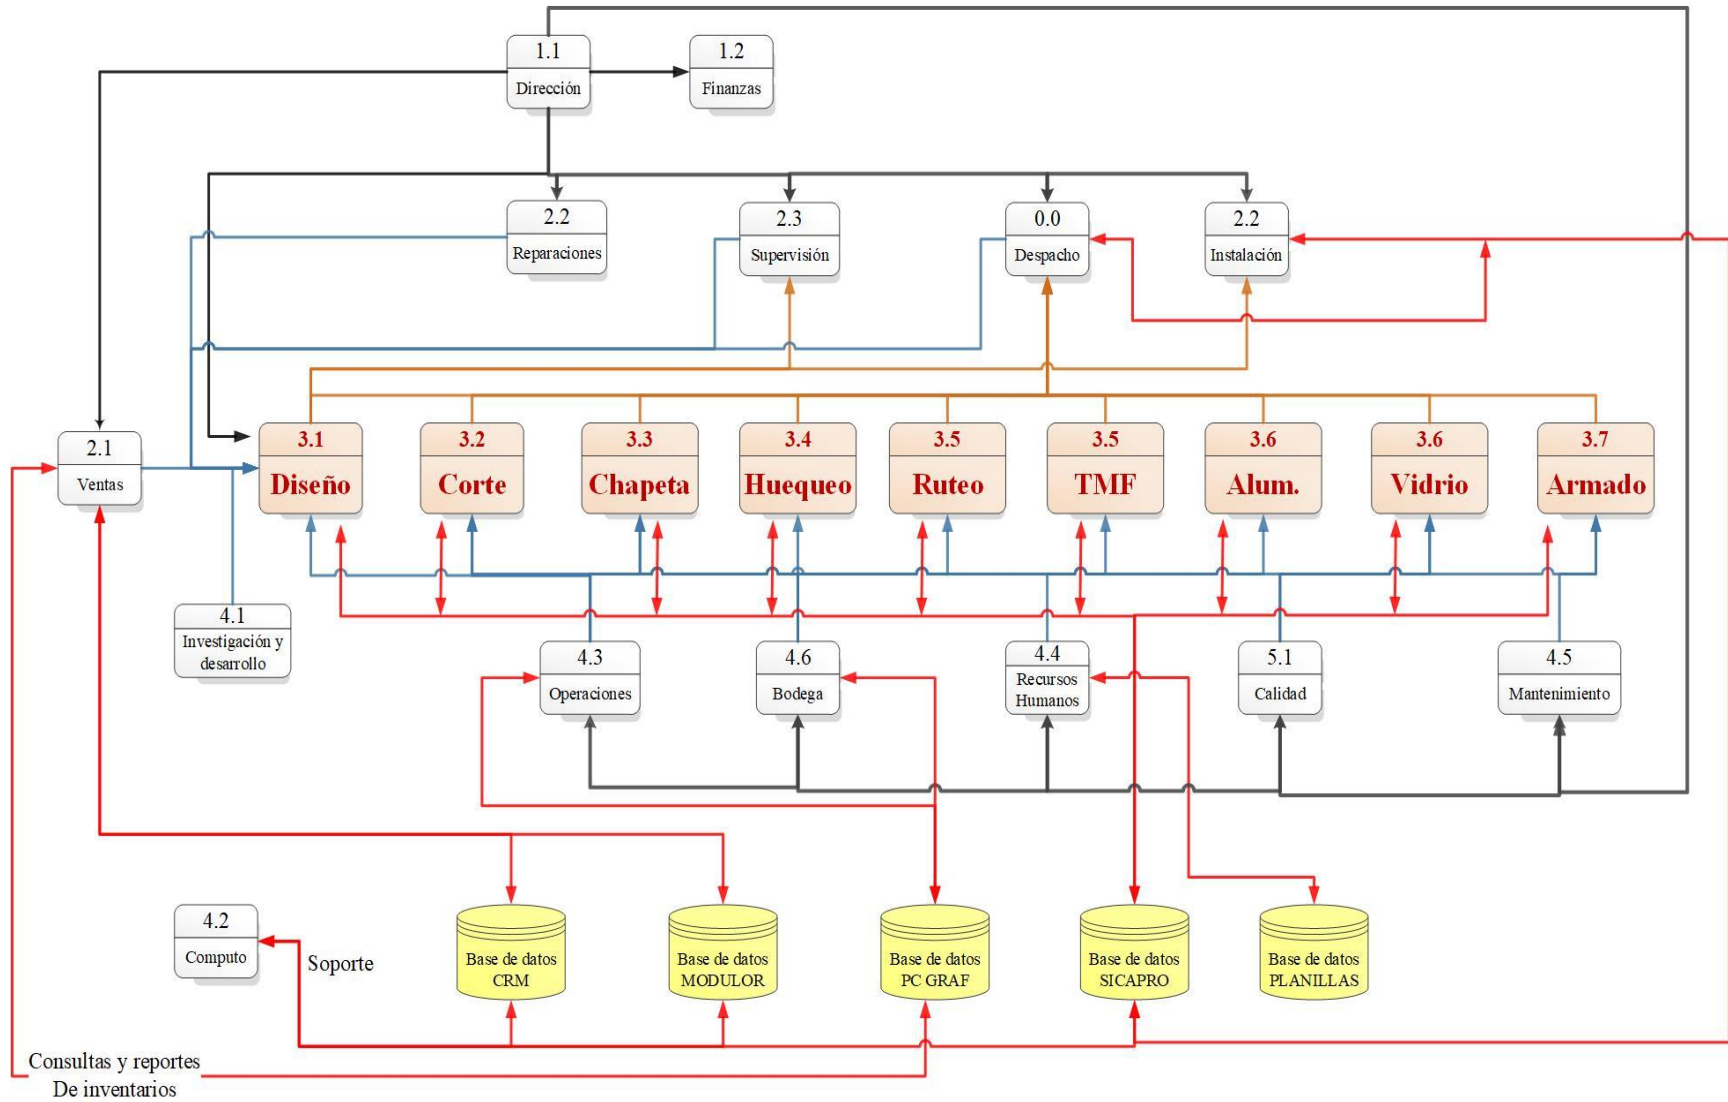 1.1
Dirección
1.2
Finanzas
2.2
Reparaciones
2.3
Supervisión
0.0
Despacho
2.2
Instalación
2.1
Ventas
3.1
Diseño
3.2
Corte
3.3
Chapeta
3.4
Huequeo
3.5
Ruteo
3.5
TMF
3.6
Alum.
3.6
Vidrio
3.7
Armado
4.1
Investigación y
desarrollo
4.3
Operaciones
4.6
Bodega
4.4
Recursos
Humanos
5.1
Calidad
4.5
Mantenimiento
4.2
Computo
Soporte
Base de datos
CRM
Base de datos
MODULOR
Base de datos
PC GRAF
Base de datos
SICAPRO
Base de datos
PLANILLAS
Consultas y reportes
De inventarios